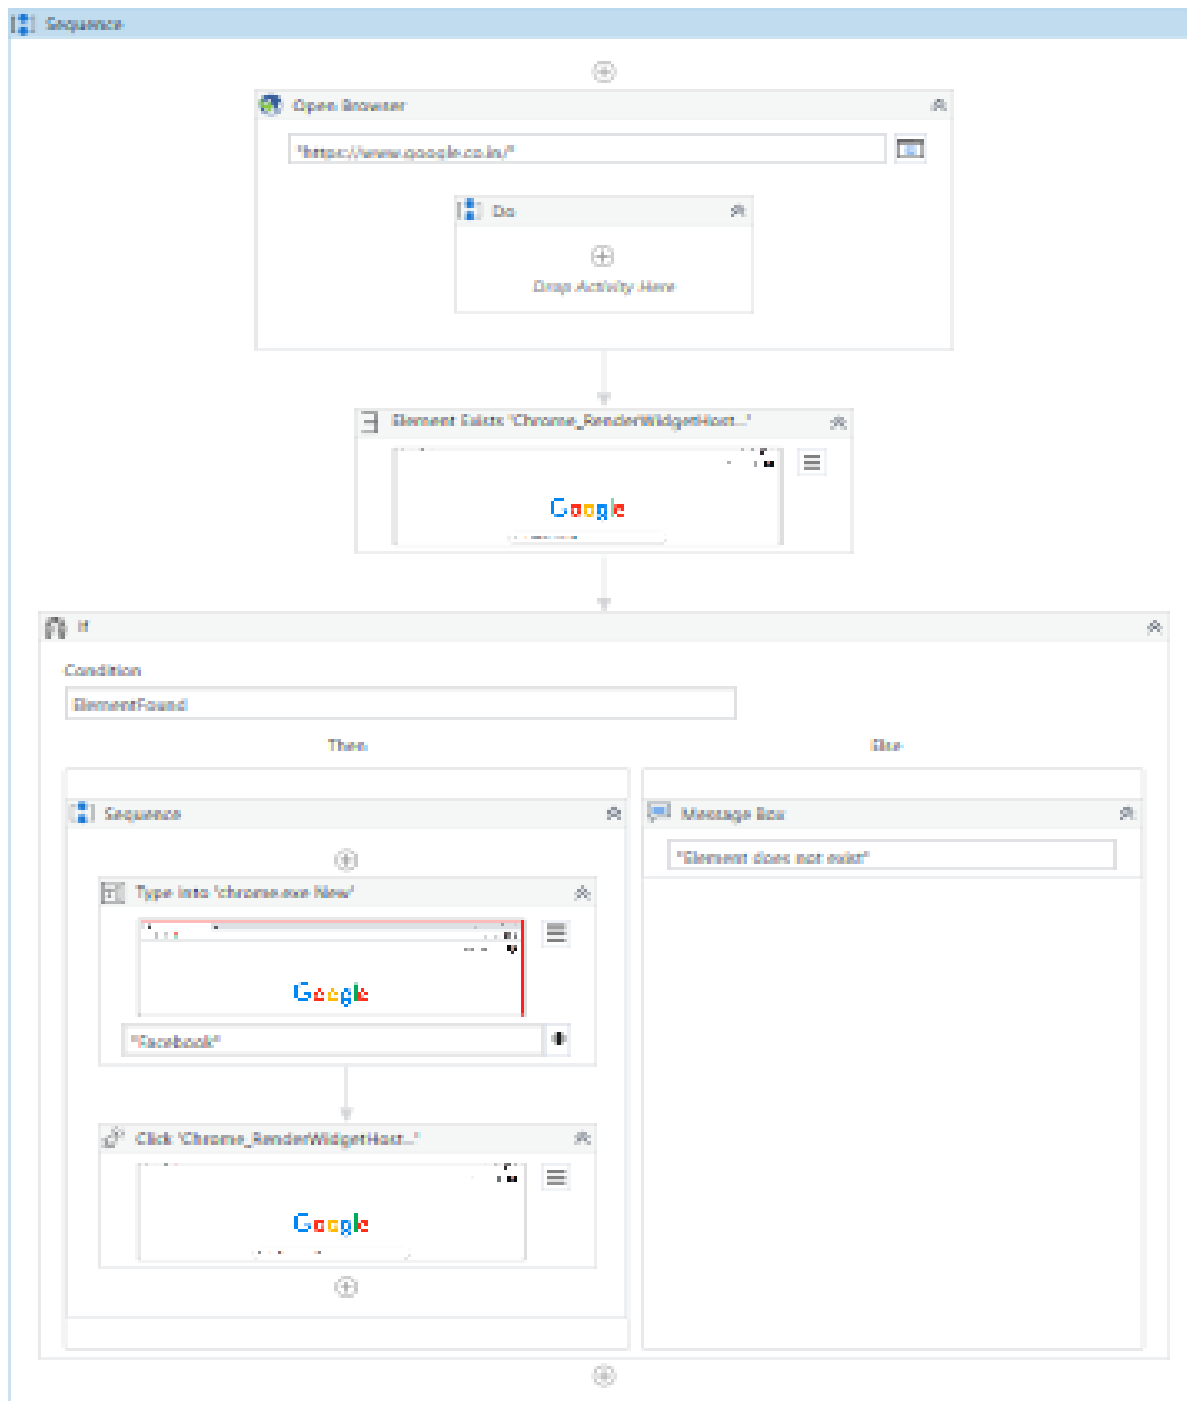 Sequence
Open Browser
"https://www.google.co.in/"
Do
Drop Activity Here
Element Exists 'Chrome_RenderWidgetHost...'
Google
If
Condition
ElementFound
Then
Else
Sequence
Message Box
"Element does not exist"
Type Into 'chrome.exe New'
Google
"Facebook"
Click 'Chrome_RenderWidgetHost...'
Google